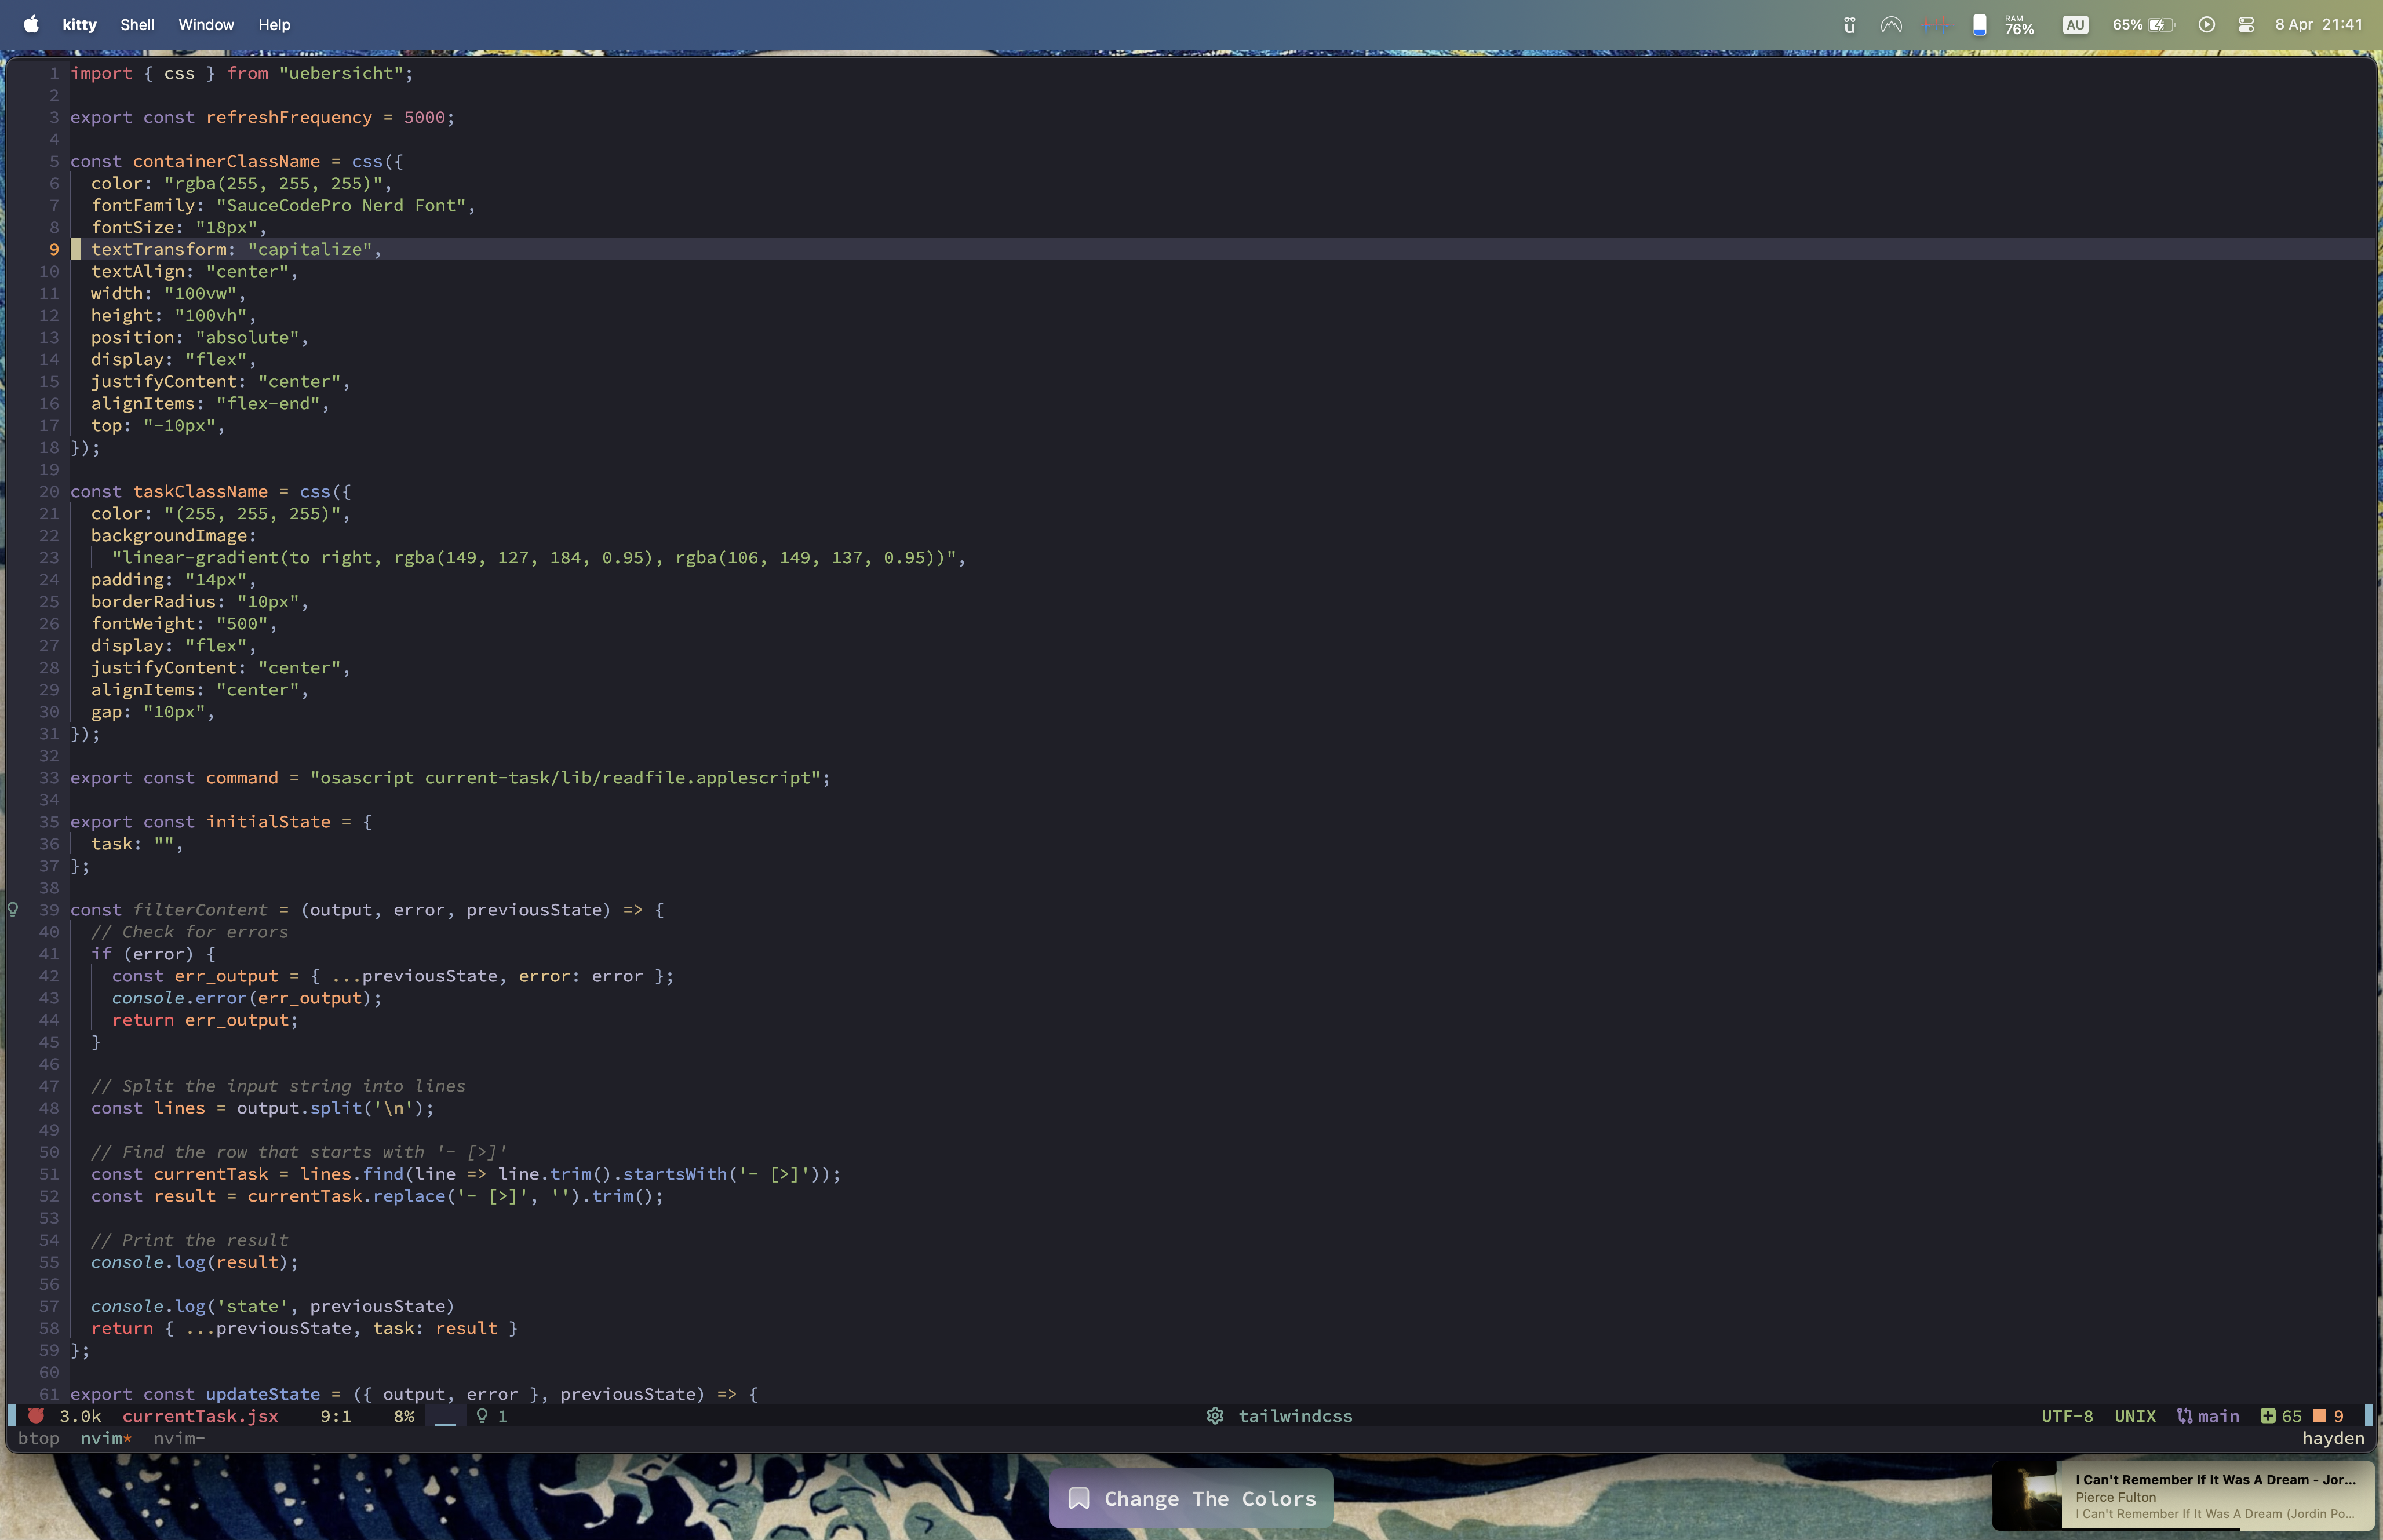 kitty Shell Window Help
ü RAM 76% AU 65% 8 Apr 21:41
1 import { css } from "uebersicht";
2
3 export const refreshFrequency = 5000;
4
5 const containerClassName = css({
6   color: "rgba(255, 255, 255)",
7   fontFamily: "SauceCodePro Nerd Font",
8   fontSize: "18px",
9   textTransform: "capitalize",
10   textAlign: "center",
11   width: "100vw",
12   height: "100vh",
13   position: "absolute",
14   display: "flex",
15   justifyContent: "center",
16   alignItems: "flex-end",
17   top: "-10px",
18 });
19
20 const taskClassName = css({
21   color: "(255, 255, 255)",
22   backgroundImage:
23     "linear-gradient(to right, rgba(149, 127, 184, 0.95), rgba(106, 149, 137, 0.95))",
24   padding: "14px",
25   borderRadius: "10px",
26   fontWeight: "500",
27   display: "flex",
28   justifyContent: "center",
29   alignItems: "center",
30   gap: "10px",
31 });
32
33 export const command = "osascript current-task/lib/readfile.applescript";
34
35 export const initialState = {
36   task: "",
37 };
38
39 const filterContent = (output, error, previousState) => {
40   // Check for errors
41   if (error) {
42     const err_output = { ...previousState, error: error };
43     console.error(err_output);
44     return err_output;
45   }
46
47   // Split the input string into lines
48   const lines = output.split('\n');
49
50   // Find the row that starts with '- [>]'
51   const currentTask = lines.find(line => line.trim().startsWith('- [>]'));
52   const result = currentTask.replace('- [>]', '').trim();
53
54   // Print the result
55   console.log(result);
56
57   console.log('state', previousState)
58   return { ...previousState, task: result }
59 };
60
61 export const updateState = ({ output, error }, previousState) => {
3.0k currentTask.jsx 9:1 8% 1 tailwindcss UTF-8 UNIX main 65 9
btop nvim* nvim- hayden
Change The Colors
I Can't Remember If It Was A Dream - Jor...
Pierce Fulton
I Can't Remember If It Was A Dream (Jordin Po...